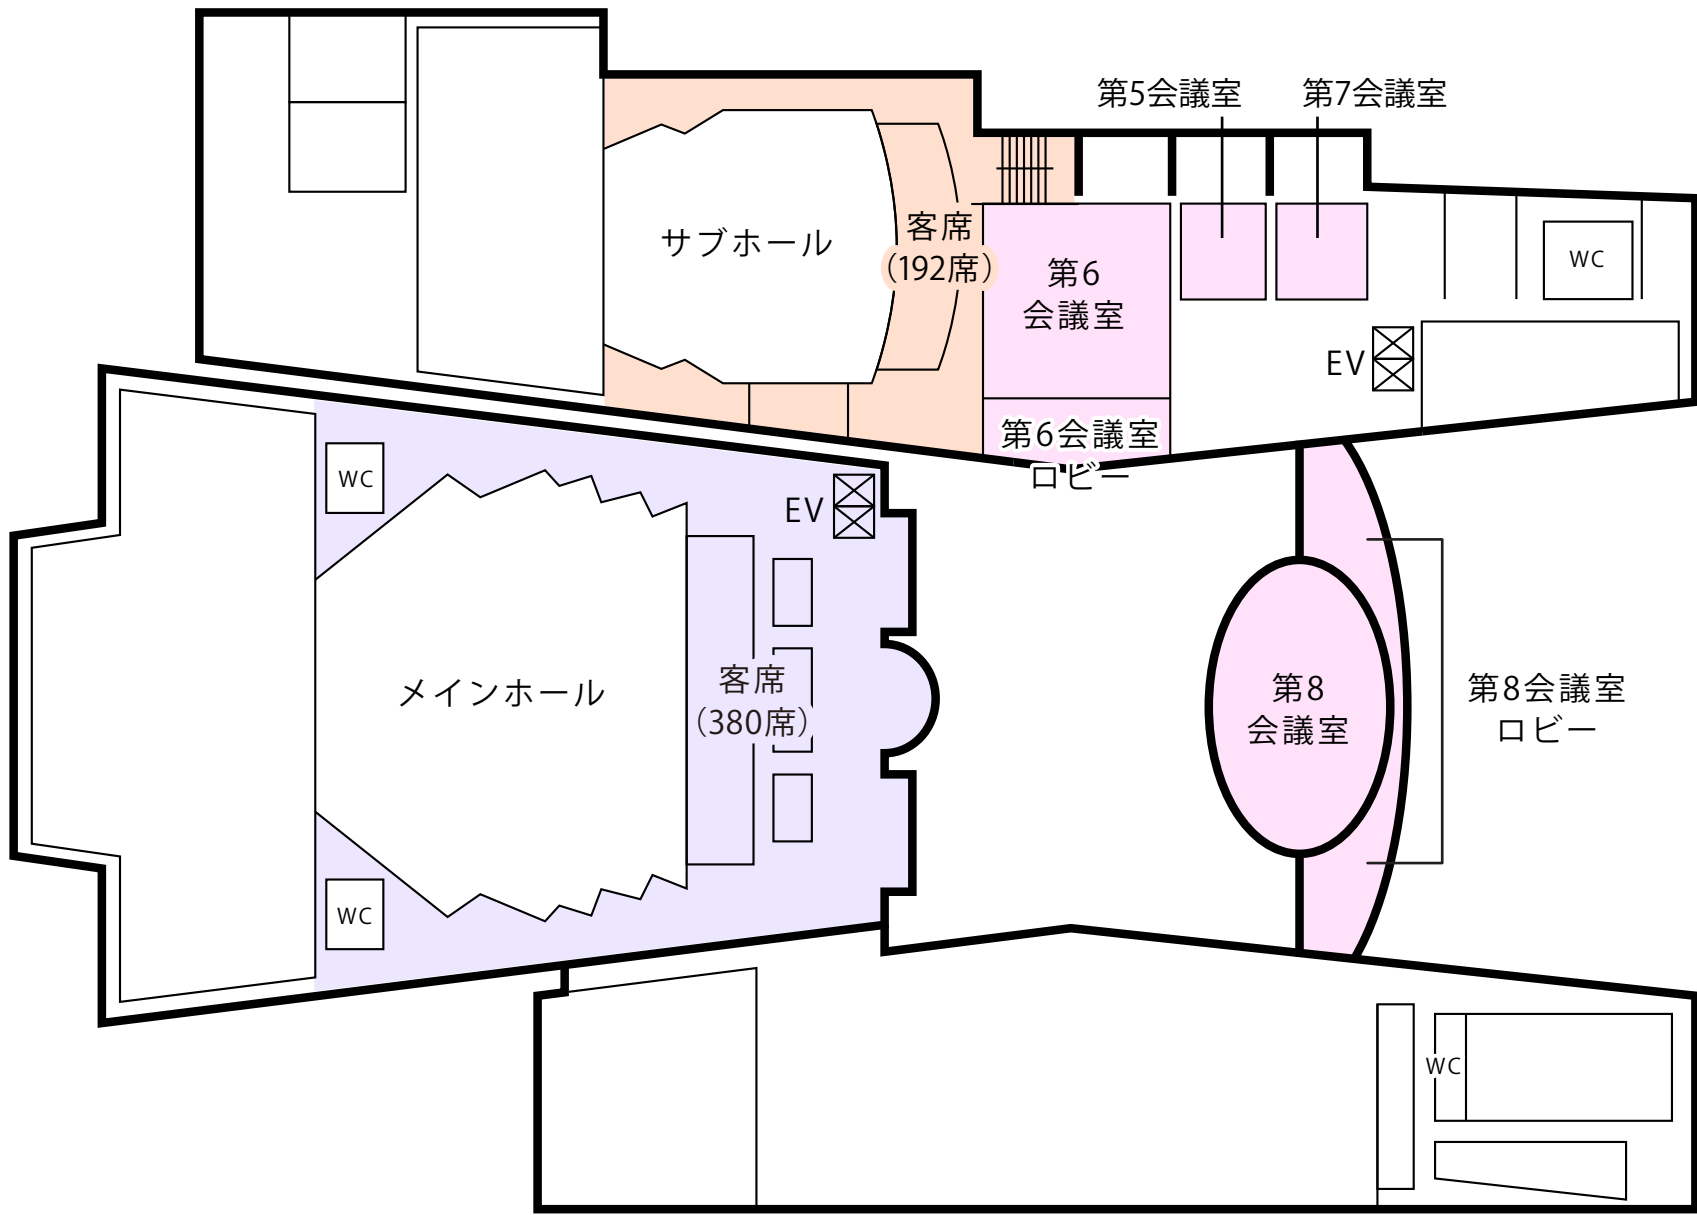 第5会議室
第7会議室
サブホール
客席
（192席）
第6
会議室
WC
EV
第6会議室
ロビー
WC
EV
メインホール
客席
（380席）
第8
会議室
第8会議室
ロビー
WC
WC